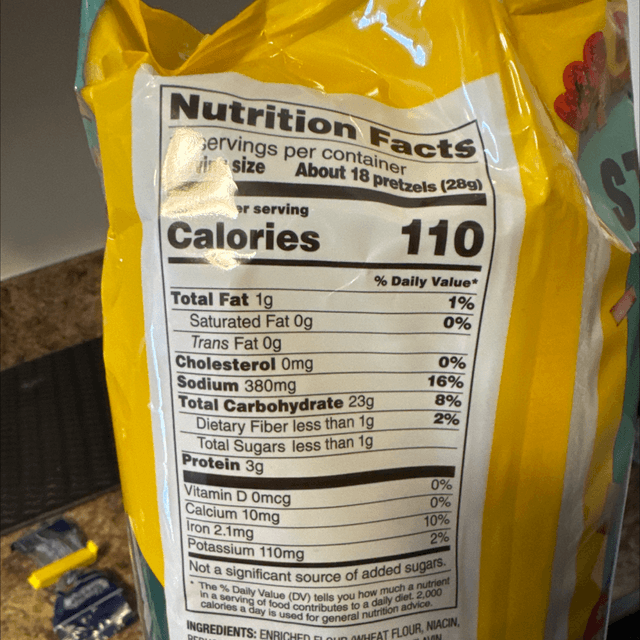 Nutrition Facts
servings per container
size About 18 pretzels (28g)
per serving
Calories 110
% Daily Value*
Total Fat 1g 1%
Saturated Fat 0g 0%
Trans Fat 0g
Cholesterol 0mg 0%
Sodium 380mg 16%
Total Carbohydrate 23g 8%
Dietary Fiber less than 1g 2%
Total Sugars less than 1g
Protein 3g
Vitamin D 0mcg 0%
Calcium 10mg 0%
Iron 2.1mg 10%
Potassium 110mg 2%
Not a significant source of added sugars.
* The % Daily Value (DV) tells you how much a nutrient
in a serving of food contributes to a daily diet. 2,000
calories a day is used for general nutrition advice.
INGREDIENTS: ENRICHED FLOUR (WHEAT FLOUR, NIACIN,